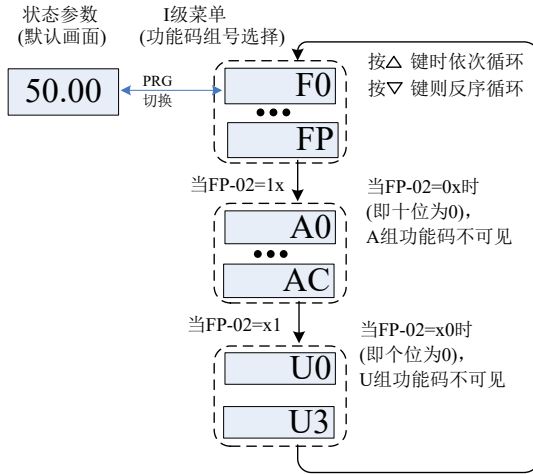 状态参数
(默认画面)
I级菜单
(功能码组号选择)
50.00
PRG
切换
F0
●●●
FP
按△ 键时依次循环
按▽ 键则反序循环
当FP-02=1x
A0
●●●
AC
当FP-02=0x时
(即十位为0),
A组功能码不可见
当FP-02=x1
U0
U3
当FP-02=x0时
(即个位为0),
U组功能码不可见